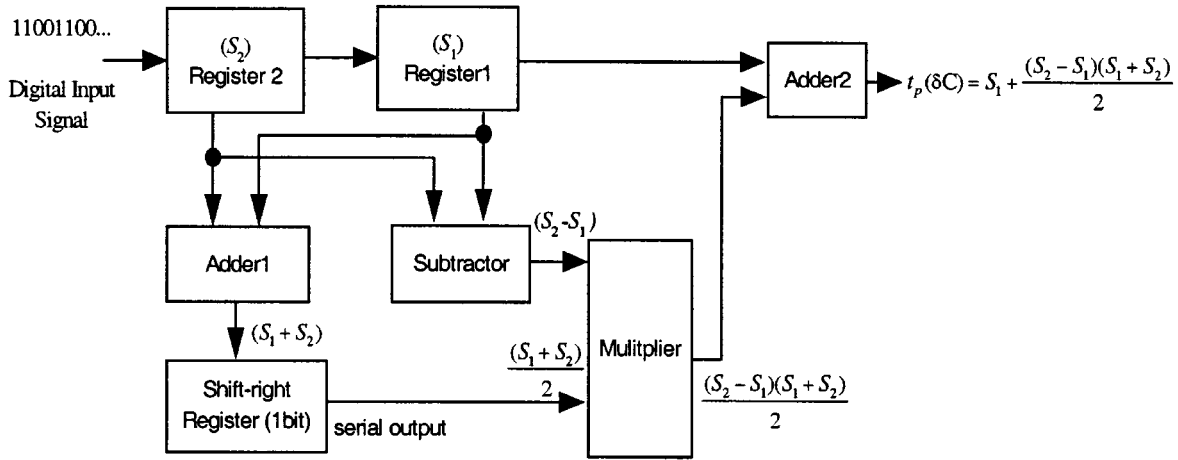 11001100...
Digital Input
Signal
(S₂)
Register 2
(S₁)
Register1
Adder2
tₚ(δC) = S₁ + (S₂ − S₁)(S₁ + S₂) / 2
Adder1
Subtractor
(S₂-S₁)
(S₁ + S₂)
Mulitplier
(S₁ + S₂) / 2
(S₂ − S₁)(S₁ + S₂) / 2
Shift-right
Register (1bit)
serial output